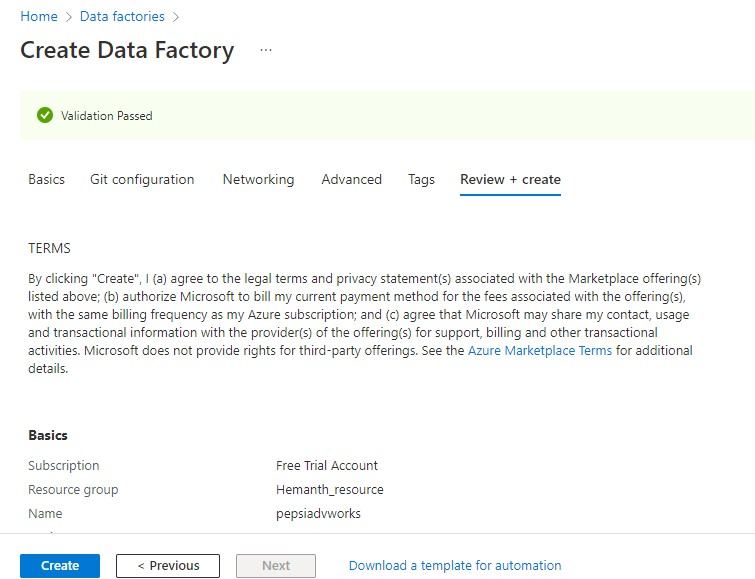 Home > Data factories >
Create Data Factory ...
Validation Passed
Basics Git configuration Networking Advanced Tags Review + create
TERMS
By clicking "Create", I (a) agree to the legal terms and privacy statement(s) associated with the Marketplace offering(s)
listed above; (b) authorize Microsoft to bill my current payment method for the fees associated with the offering(s),
with the same billing frequency as my Azure subscription; and (c) agree that Microsoft may share my contact, usage
and transactional information with the provider(s) of the offering(s) for support, billing and other transactional
activities. Microsoft does not provide rights for third-party offerings. See the Azure Marketplace Terms for additional
details.
Basics
Subscription Free Trial Account
Resource group Hemanth_resource
Name pepsiadvworks
Create < Previous Next Download a template for automation